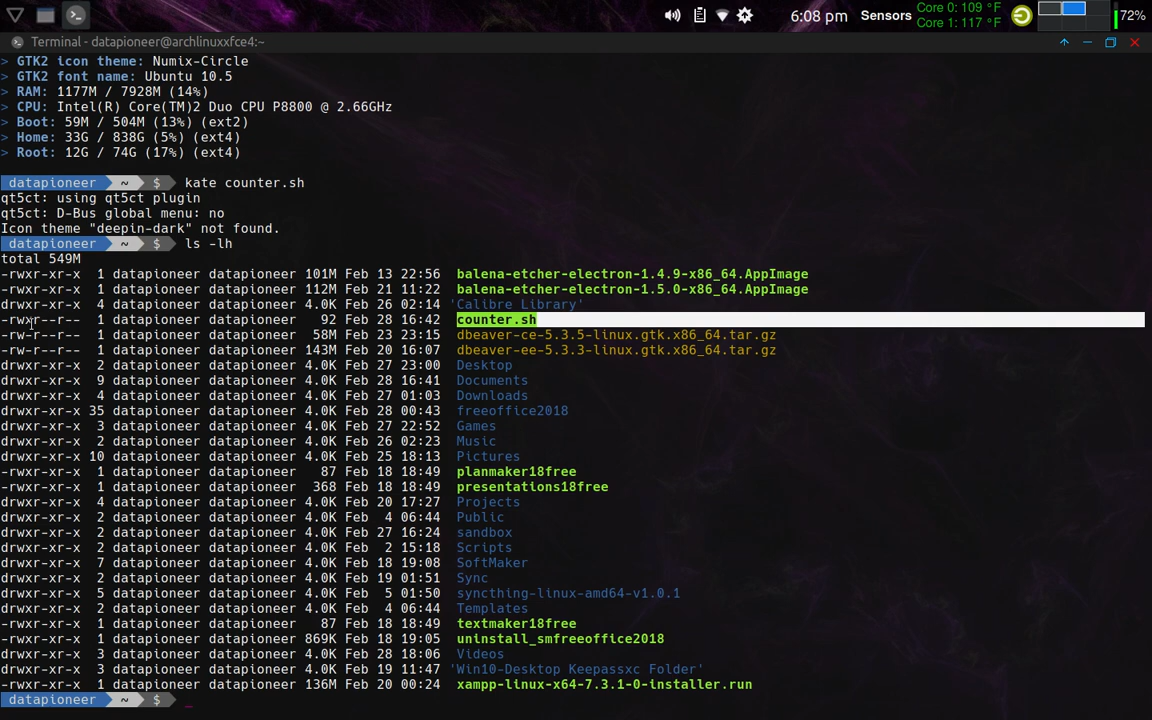 6:08 pm Sensors Core 0: 109 °F
Core 1: 117 °F
72%
Terminal - datapioneer@archlinuxxfce4:~
> GTK2 icon theme: Numix-Circle
> GTK2 font name: Ubuntu 10.5
> RAM: 1177M / 7928M (14%)
> CPU: Intel(R) Core(TM)2 Duo CPU P8800 @ 2.66GHz
> Boot: 59M / 504M (13%) (ext2)
> Home: 33G / 838G (5%) (ext4)
> Root: 12G / 74G (17%) (ext4)
datapioneer ~ $ kate counter.sh
qt5ct: using qt5ct plugin
qt5ct: D-Bus global menu: no
Icon theme "deepin-dark" not found.
datapioneer ~ $ ls -lh
total 549M
-rwxr-xr-x 1 datapioneer datapioneer 101M Feb 13 22:56 balena-etcher-electron-1.4.9-x86_64.AppImage
-rwxr-xr-x 1 datapioneer datapioneer 112M Feb 21 11:22 balena-etcher-electron-1.5.0-x86_64.AppImage
drwxr-xr-x 4 datapioneer datapioneer 4.0K Feb 26 02:14 'Calibre Library'
-rwxr--r-- 1 datapioneer datapioneer 92 Feb 28 16:42 counter.sh
-rw-r--r-- 1 datapioneer datapioneer 58M Feb 23 23:15 dbeaver-ce-5.3.5-linux.gtk.x86_64.tar.gz
-rw-r--r-- 1 datapioneer datapioneer 143M Feb 20 16:07 dbeaver-ee-5.3.3-linux.gtk.x86_64.tar.gz
drwxr-xr-x 2 datapioneer datapioneer 4.0K Feb 27 23:00 Desktop
drwxr-xr-x 9 datapioneer datapioneer 4.0K Feb 28 16:41 Documents
drwxr-xr-x 4 datapioneer datapioneer 4.0K Feb 27 01:03 Downloads
drwxr-xr-x 35 datapioneer datapioneer 4.0K Feb 28 00:43 freeoffice2018
drwxr-xr-x 3 datapioneer datapioneer 4.0K Feb 27 22:52 Games
drwxr-xr-x 2 datapioneer datapioneer 4.0K Feb 26 02:23 Music
drwxr-xr-x 10 datapioneer datapioneer 4.0K Feb 25 18:13 Pictures
-rwxr-xr-x 1 datapioneer datapioneer 87 Feb 18 18:49 planmaker18free
-rwxr-xr-x 1 datapioneer datapioneer 368 Feb 18 18:49 presentations18free
drwxr-xr-x 4 datapioneer datapioneer 4.0K Feb 20 17:27 Projects
drwxr-xr-x 2 datapioneer datapioneer 4.0K Feb 4 06:44 Public
drwxr-xr-x 2 datapioneer datapioneer 4.0K Feb 27 16:24 sandbox
drwxr-xr-x 2 datapioneer datapioneer 4.0K Feb 2 15:18 Scripts
drwxr-xr-x 7 datapioneer datapioneer 4.0K Feb 18 19:08 SoftMaker
drwxr-xr-x 2 datapioneer datapioneer 4.0K Feb 19 01:51 Sync
drwxr-xr-x 5 datapioneer datapioneer 4.0K Feb 5 01:50 syncthing-linux-amd64-v1.0.1
drwxr-xr-x 2 datapioneer datapioneer 4.0K Feb 4 06:44 Templates
-rwxr-xr-x 1 datapioneer datapioneer 87 Feb 18 18:49 textmaker18free
-rwxr-xr-x 1 datapioneer datapioneer 869K Feb 18 19:05 uninstall_smfreeoffice2018
drwxr-xr-x 3 datapioneer datapioneer 4.0K Feb 28 18:06 Videos
drwxr-xr-x 3 datapioneer datapioneer 4.0K Feb 19 11:47 'Win10-Desktop Keepassxc Folder'
-rwxr-xr-x 1 datapioneer datapioneer 136M Feb 20 00:24 xampp-linux-x64-7.3.1-0-installer.run
datapioneer ~ $ _